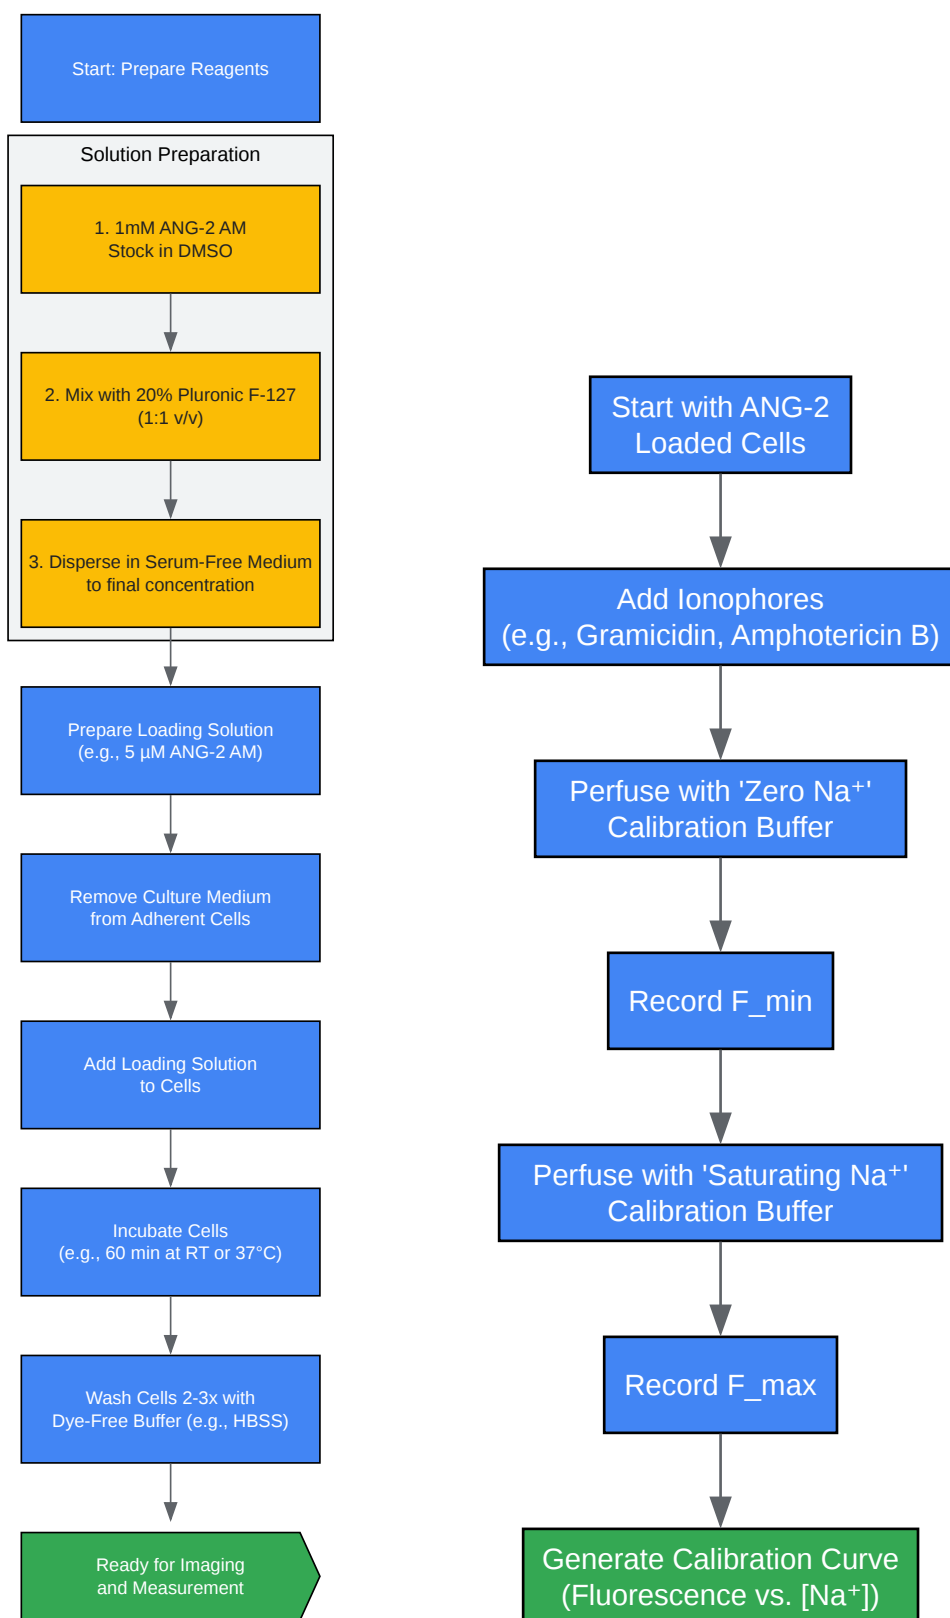 Start: Prepare Reagents
Solution Preparation
1. 1mM ANG-2 AM
Stock in DMSO
2. Mix with 20% Pluronic F-127
(1:1 v/v)
3. Disperse in Serum-Free Medium
to final concentration
Prepare Loading Solution
(e.g., 5 µM ANG-2 AM)
Remove Culture Medium
from Adherent Cells
Add Loading Solution
to Cells
Incubate Cells
(e.g., 60 min at RT or 37°C)
Wash Cells 2-3x with
Dye-Free Buffer (e.g., HBSS)
Ready for Imaging
and Measurement
Start with ANG-2
Loaded Cells
Add Ionophores
(e.g., Gramicidin, Amphotericin B)
Perfuse with 'Zero Na⁺'
Calibration Buffer
Record F_min
Perfuse with 'Saturating Na⁺'
Calibration Buffer
Record F_max
Generate Calibration Curve
(Fluorescence vs. [Na⁺])